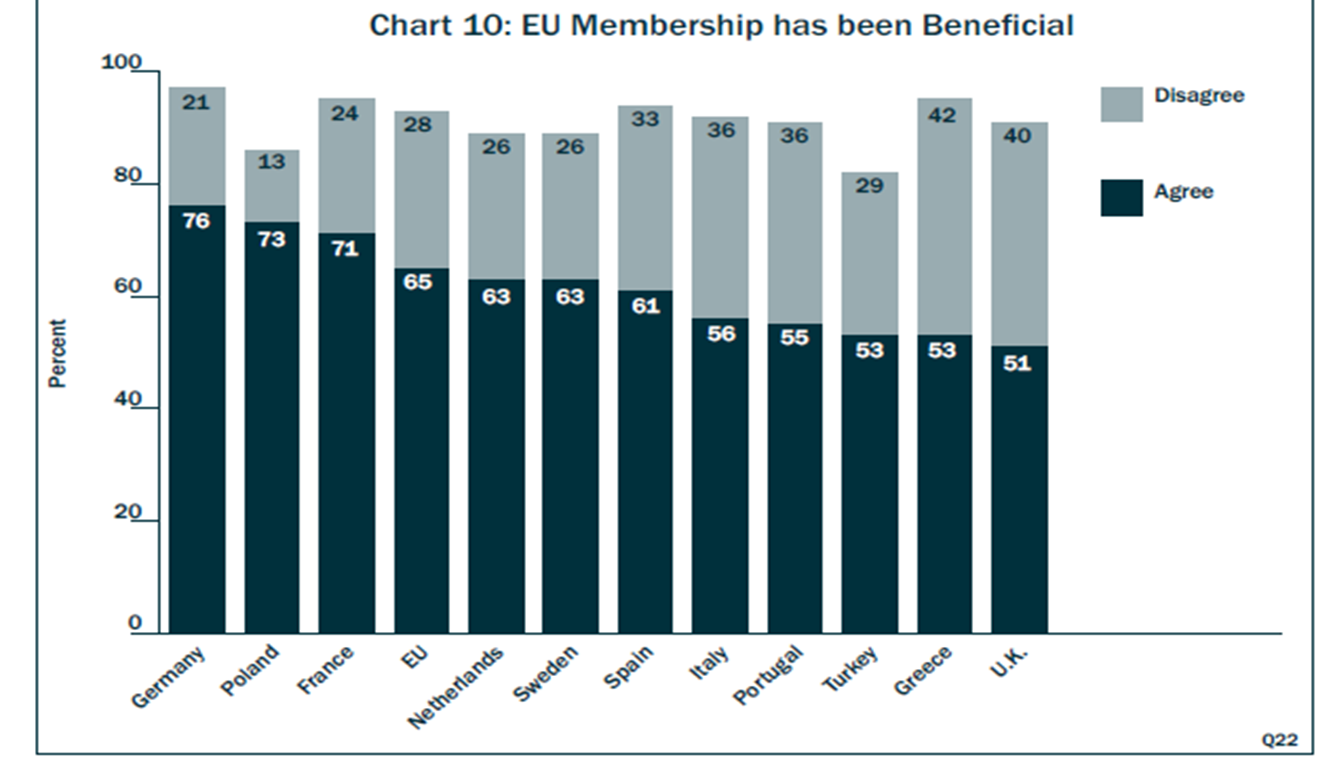 Chart 10: EU Membership has been Beneficial
100
80
60
40
20
0
Percent
21 13 24 28 26 26 33 36 36 29 42 40
76 73 71 65 63 63 61 56 55 53 53 51
Germany Poland France EU Netherlands Sweden Spain Italy Portugal Turkey Greece U.K.
Disagree
Agree
Q22